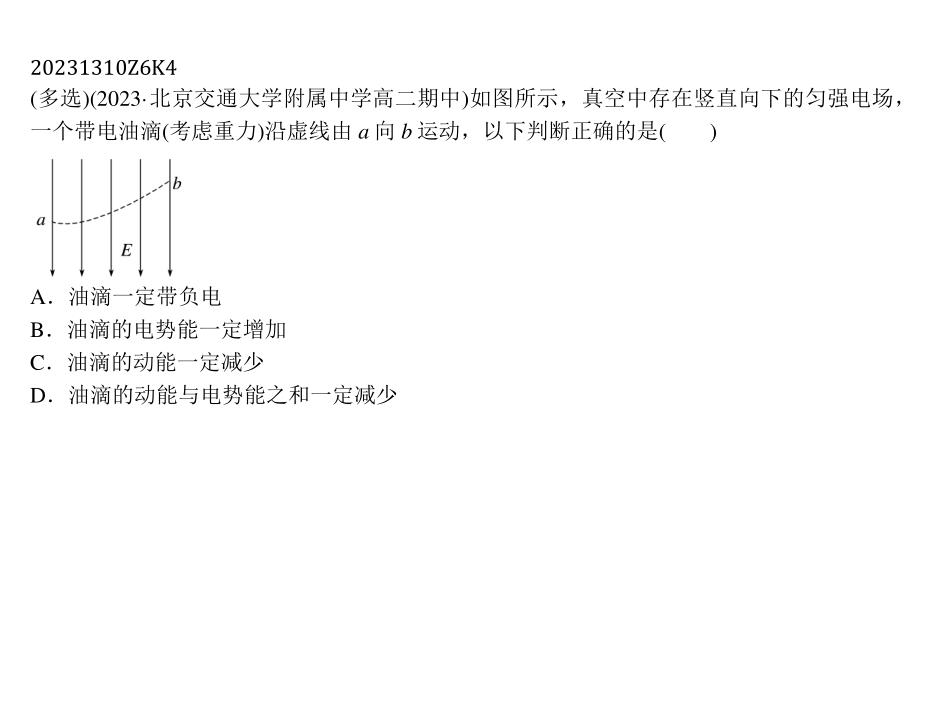 20231310Z6K4
(多选)(2023·北京交通大学附属中学高二期中)如图所示，真空中存在竖直向下的匀强电场，
一个带电油滴(考虑重力)沿虚线由 a 向 b 运动，以下判断正确的是(　　)
b
a
E
A．油滴一定带负电
B．油滴的电势能一定增加
C．油滴的动能一定减少
D．油滴的动能与电势能之和一定减少